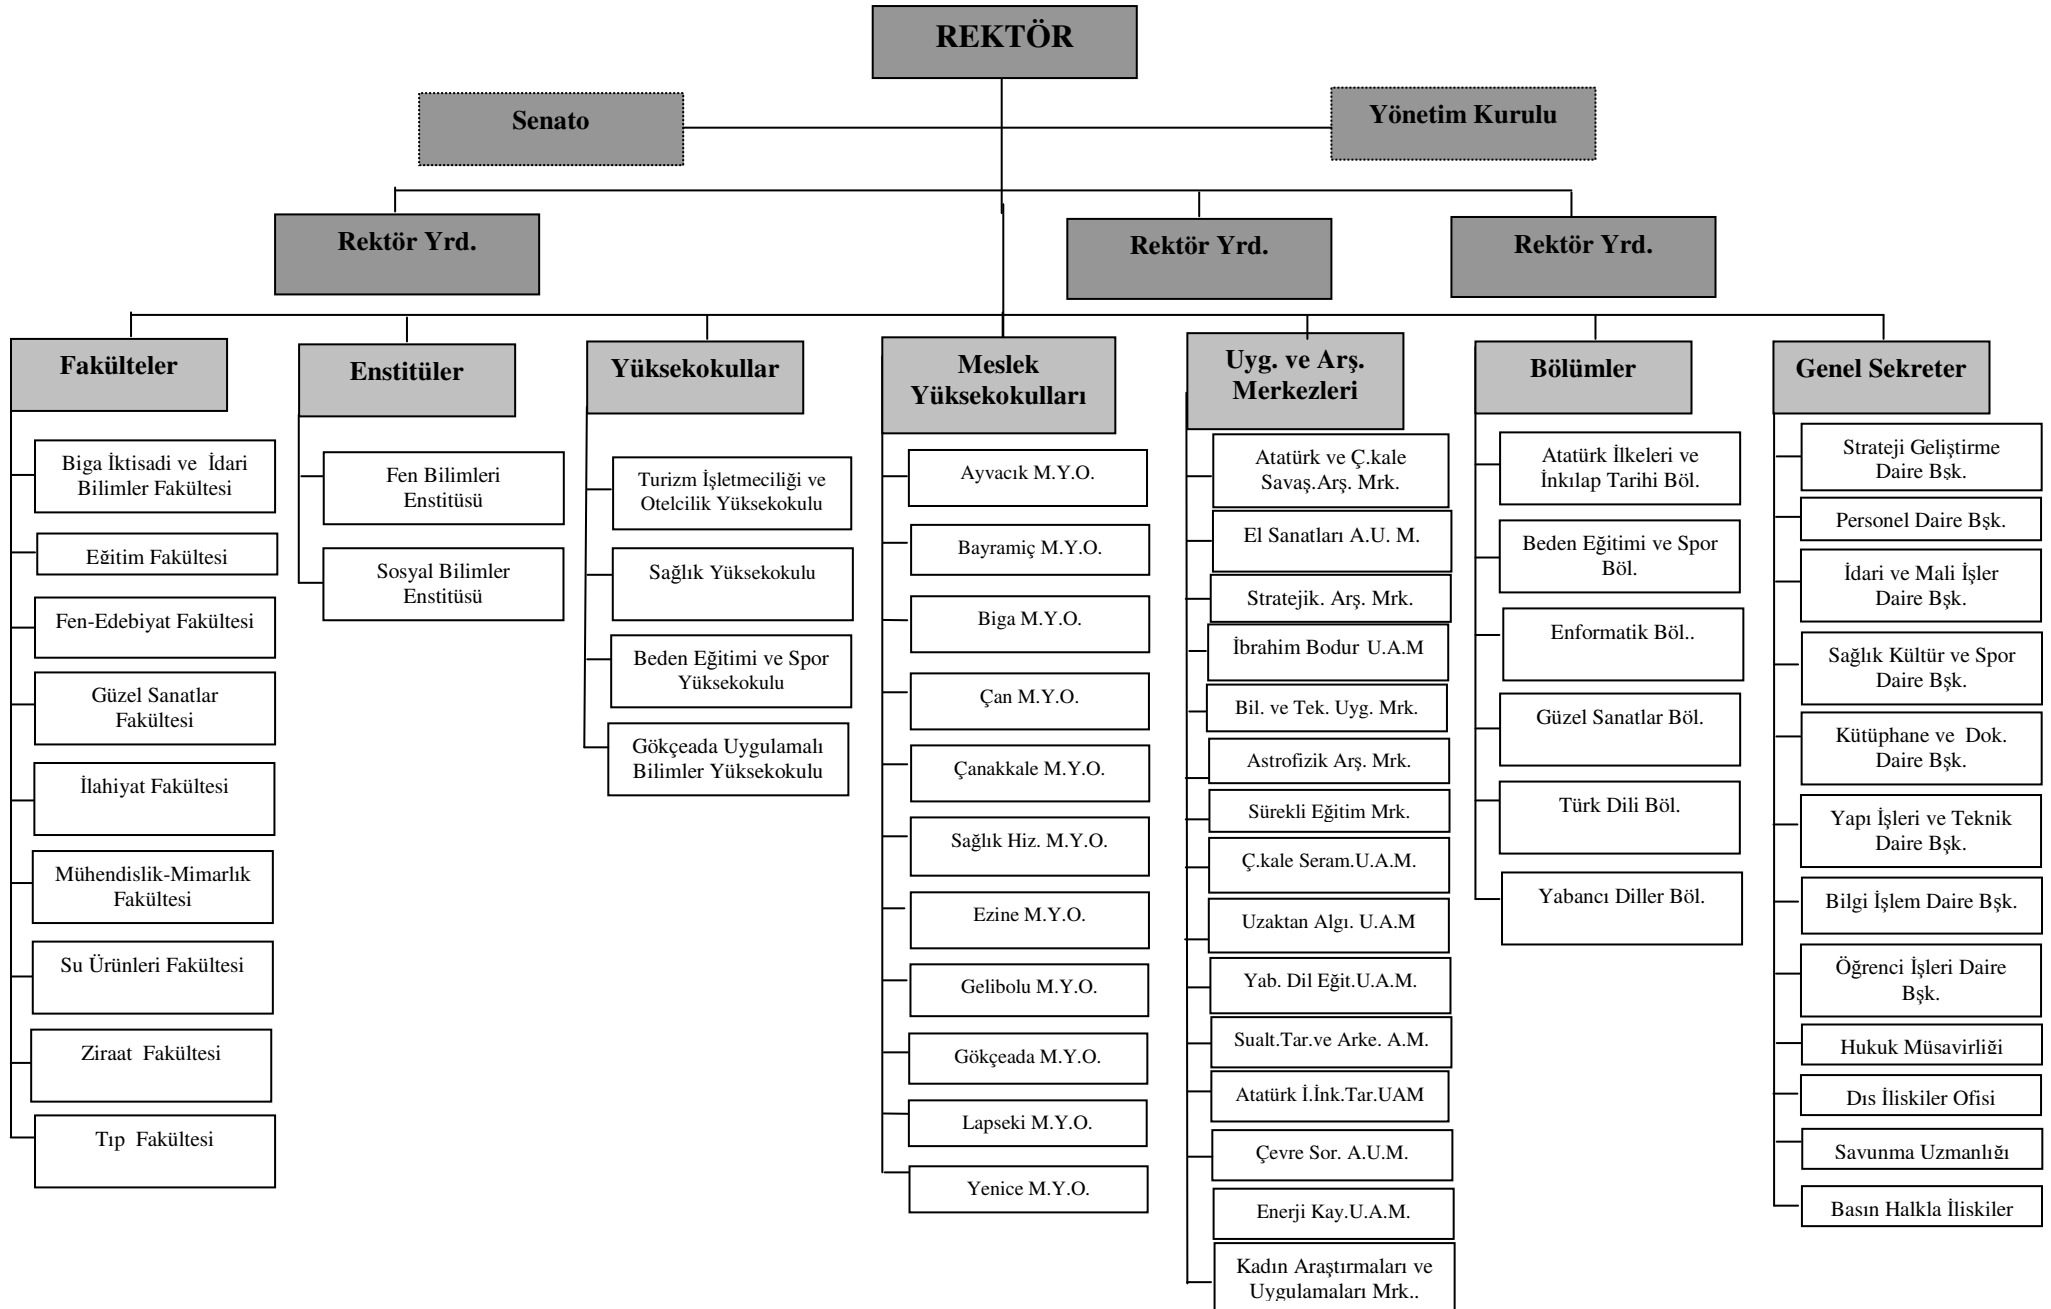 REKTÖR
Senato
Yönetim Kurulu
Rektör Yrd.
Rektör Yrd.
Rektör Yrd.
Fakülteler
Biga İktisadi ve İdari
Bilimler Fakültesi
Eğitim Fakültesi
Fen-Edebiyat Fakültesi
Güzel Sanatlar
Fakültesi
İlahiyat Fakültesi
Mühendislik-Mimarlık
Fakültesi
Su Ürünleri Fakültesi
Ziraat Fakültesi
Tıp Fakültesi
Enstitüler
Fen Bilimleri
Enstitüsü
Sosyal Bilimler
Enstitüsü
Yüksekokullar
Turizm İşletmeciliği ve
Otelcilik Yüksekokulu
Sağlık Yüksekokulu
Beden Eğitimi ve Spor
Yüksekokulu
Gökçeada Uygulamalı
Bilimler Yüksekokulu
Meslek
Yüksekokulları
Ayvacık M.Y.O.
Bayramiç M.Y.O.
Biga M.Y.O.
Çan M.Y.O.
Çanakkale M.Y.O.
Sağlık Hiz. M.Y.O.
Ezine M.Y.O.
Gelibolu M.Y.O.
Gökçeada M.Y.O.
Lapseki M.Y.O.
Yenice M.Y.O.
Uyg. ve Arş.
Merkezleri
Atatürk ve Ç.kale
Savaş.Arş. Mrk.
El Sanatları A.U. M.
Stratejik. Arş. Mrk.
İbrahim Bodur U.A.M
Bil. ve Tek. Uyg. Mrk.
Astrofizik Arş. Mrk.
Sürekli Eğitim Mrk.
Ç.kale Seram.U.A.M.
Uzaktan Algı. U.A.M
Yab. Dil Eğit.U.A.M.
Sualt.Tar.ve Arke. A.M.
Atatürk İ.İnk.Tar.UAM
Çevre Sor. A.U.M.
Enerji Kay.U.A.M.
Kadın Araştırmaları ve
Uygulamaları Mrk..
Bölümler
Atatürk İlkeleri ve
İnkılap Tarihi Böl.
Beden Eğitimi ve Spor
Böl.
Enformatik Böl..
Güzel Sanatlar Böl.
Türk Dili Böl.
Yabancı Diller Böl.
Genel Sekreter
Strateji Geliştirme
Daire Bşk.
Personel Daire Bşk.
İdari ve Mali İşler
Daire Bşk.
Sağlık Kültür ve Spor
Daire Bşk.
Kütüphane ve Dok.
Daire Bşk.
Yapı İşleri ve Teknik
Daire Bşk.
Bilgi İşlem Daire Bşk.
Öğrenci İşleri Daire
Bşk.
Hukuk Müşavirliği
Dış İlişkiler Ofisi
Savunma Uzmanlığı
Basın Halkla İlişkiler